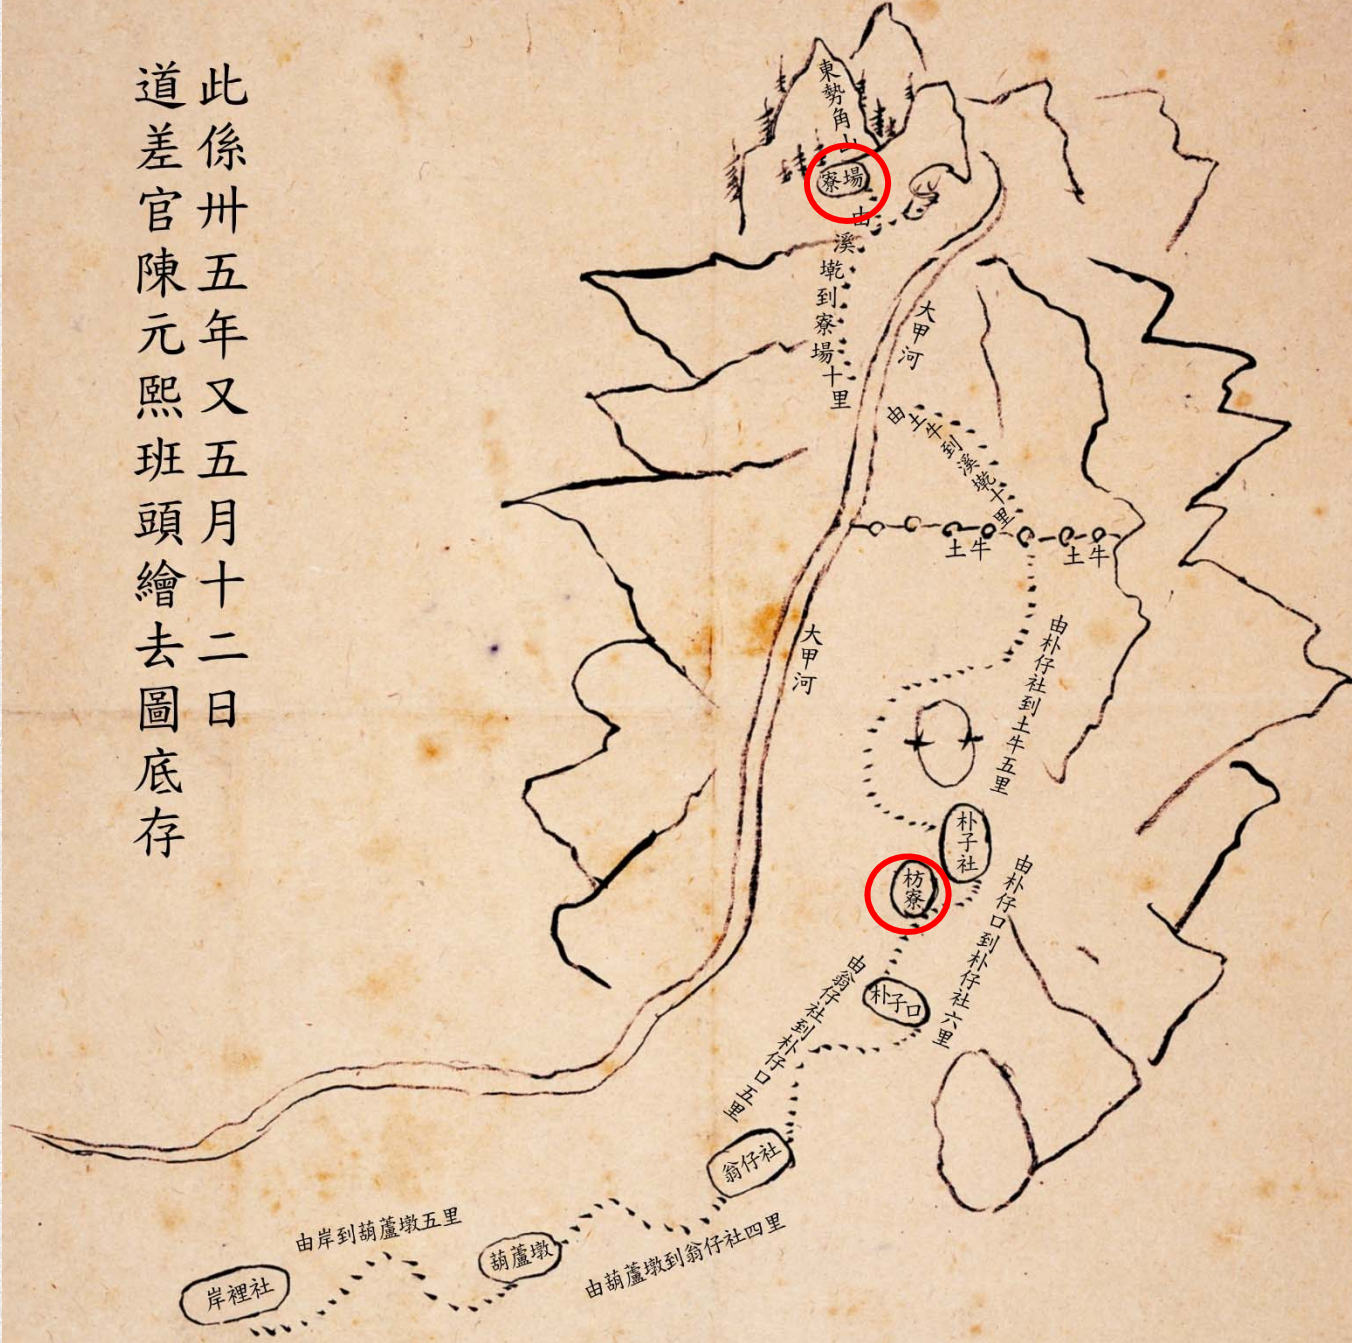 此係卅五年又五月十二日
道差官陳元熙班頭繪去圖底存
東勢角山
寮場
由溪墘到寮場十里
大甲河
由土牛到溪墘十里
土牛
土牛
大甲河
由朴仔社到土牛五里
朴子社
枋寮
由朴仔口到朴仔社六里
朴子口
由翁仔社到朴仔口五里
翁仔社
由葫蘆墩到翁仔社四里
葫蘆墩
由岸到葫蘆墩五里
岸裡社